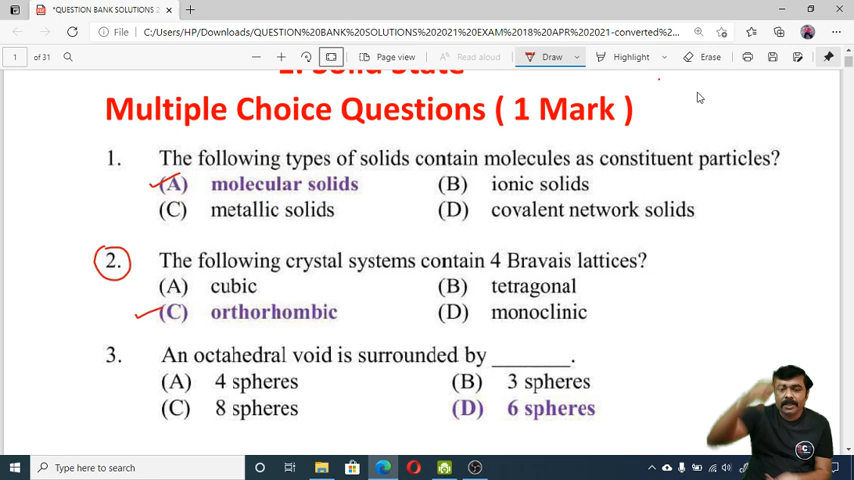 *QUESTION BANK SOLUTIONS 2
File
C:/Users/HP/Downloads/QUESTION%20BANK%20SOLUTIONS%202021%20EXAM%2018%20APR%202021-converted%2...
1 of 31
Page view
Read aloud
Draw
Highlight
Erase
1. Solid State
Multiple Choice Questions ( 1 Mark )
1. The following types of solids contain molecules as constituent particles?
(A) molecular solids (B) ionic solids
(C) metallic solids (D) covalent network solids
2. The following crystal systems contain 4 Bravais lattices?
(A) cubic (B) tetragonal
(C) orthorhombic (D) monoclinic
3. An octahedral void is surrounded by _______.
(A) 4 spheres (B) 3 spheres
(C) 8 spheres (D) 6 spheres
Type here to search